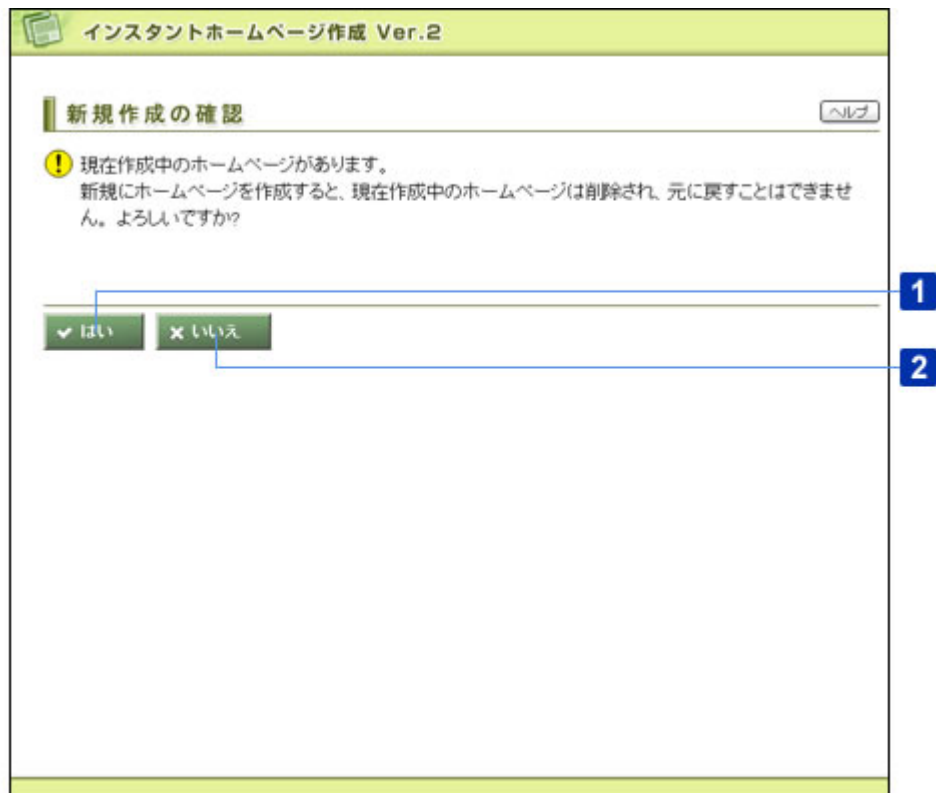 インスタントホームページ作成 Ver.2
新規作成の確認
ヘルプ
現在作成中のホームページがあります。
新規にホームページを作成すると、現在作成中のホームページは削除され、元に戻すことはできませ
ん。よろしいですか?
1
はい
いいえ
2